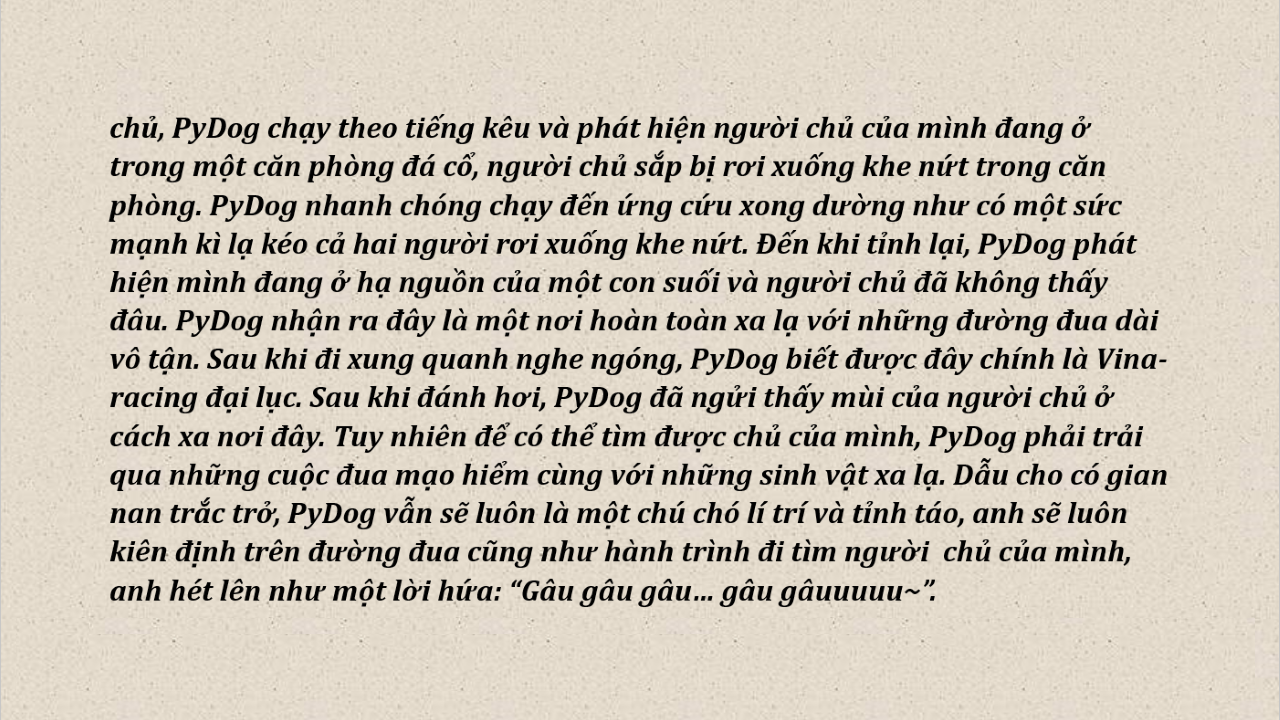 chủ, PyDog chạy theo tiếng kêu và phát hiện người chủ của mình đang ở
trong một căn phòng đá cổ, người chủ sắp bị rơi xuống khe nứt trong căn
phòng. PyDog nhanh chóng chạy đến ứng cứu xong dường như có một sức
mạnh kì lạ kéo cả hai người rơi xuống khe nứt. Đến khi tỉnh lại, PyDog phát
hiện mình đang ở hạ nguồn của một con suối và người chủ đã không thấy
đâu. PyDog nhận ra đây là một nơi hoàn toàn xa lạ với những đường đua dài
vô tận. Sau khi đi xung quanh nghe ngóng, PyDog biết được đây chính là Vina-
racing đại lục. Sau khi đánh hơi, PyDog đã ngửi thấy mùi của người chủ ở
cách xa nơi đây. Tuy nhiên để có thể tìm được chủ của mình, PyDog phải trải
qua những cuộc đua mạo hiểm cùng với những sinh vật xa lạ. Dẫu cho có gian
nan trắc trở, PyDog vẫn sẽ luôn là một chú chó lí trí và tỉnh táo, anh sẽ luôn
kiên định trên đường đua cũng như hành trình đi tìm người  chủ của mình,
anh hét lên như một lời hứa: “Gâu gâu gâu… gâu gâuuuuu~”.